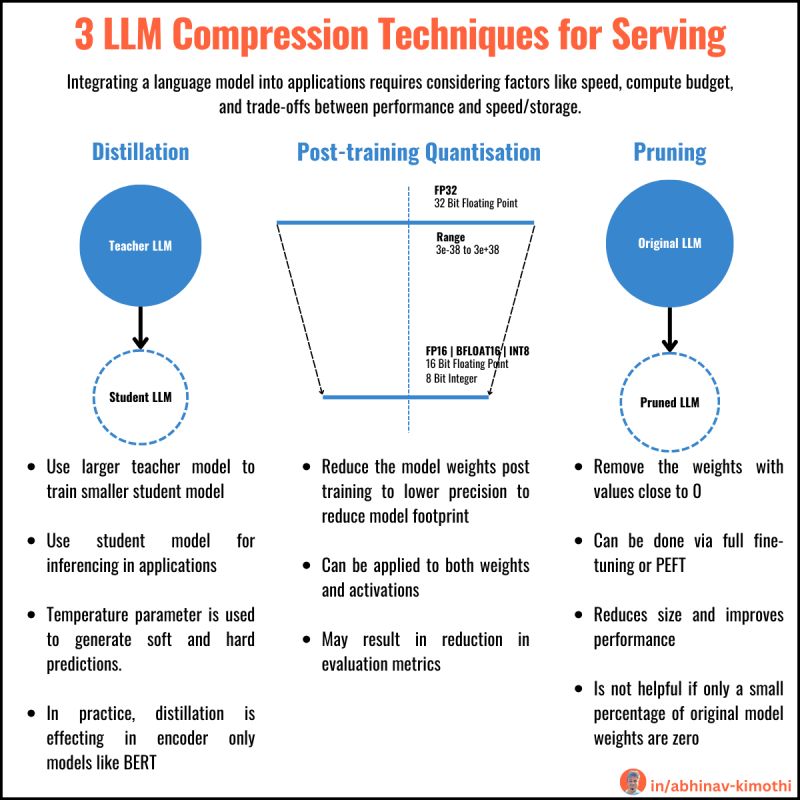 3 LLM Compression Techniques for Serving
Integrating a language model into applications requires considering factors like speed, compute budget,
and trade-offs between performance and speed/storage.
Distillation
Teacher LLM
Student LLM
Use larger teacher model to
train smaller student model
Use student model for
inferencing in applications
Temperature parameter is used
to generate soft and hard
predictions.
In practice, distillation is
effecting in encoder only
models like BERT
Post-training Quantisation
FP32
32 Bit Floating Point
Range
3e-38 to 3e+38
FP16 | BFLOAT16 | INT8
16 Bit Floating Point
8 Bit Integer
Reduce the model weights post
training to lower precision to
reduce model footprint
Can be applied to both weights
and activations
May result in reduction in
evaluation metrics
Pruning
Original LLM
Pruned LLM
Remove the weights with
values close to 0
Can be done via full fine-
tuning or PEFT
Reduces size and improves
performance
Is not helpful if only a small
percentage of original model
weights are zero
in/abhinav-kimothi